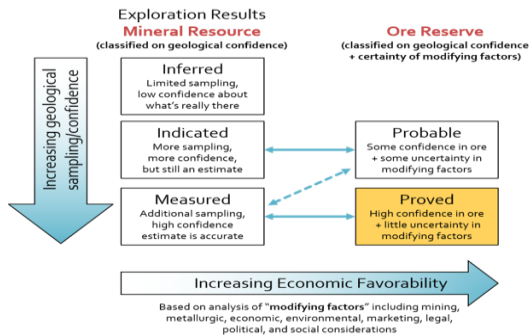 Exploration Results
Mineral Resource
(classified on geological confidence)
Ore Reserve
(classified on geological confidence
+ certainty of modifying factors)
Increasing geological
sampling/confidence
Inferred
Limited sampling,
low confidence about
what's really there
Indicated
More sampling,
more confidence,
but still an estimate
Probable
Some confidence in ore
+ some uncertainty in
modifying factors
Measured
Additional sampling,
high confidence
estimate is accurate
Proved
High confidence in ore
+ little uncertainty in
modifying factors
Increasing Economic Favorability
Based on analysis of "modifying factors" including mining,
metallurgic, economic, environmental, marketing, legal,
political, and social considerations